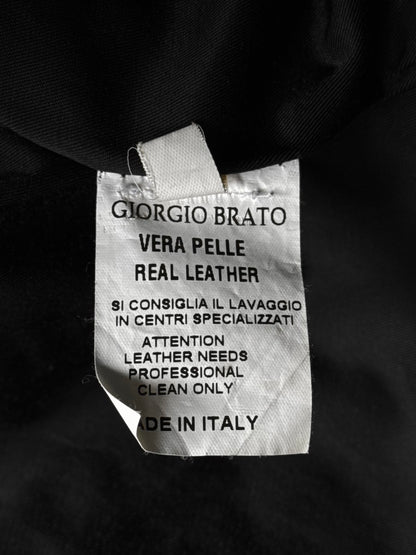 GIORGIO BRATO
VERA PELLE
REAL LEATHER
SI CONSIGLIA IL LAVAGGIO
IN CENTRI SPECIALIZZATI
ATTENTION
LEATHER NEEDS
PROFESSIONAL
CLEAN ONLY
ADE IN ITALY